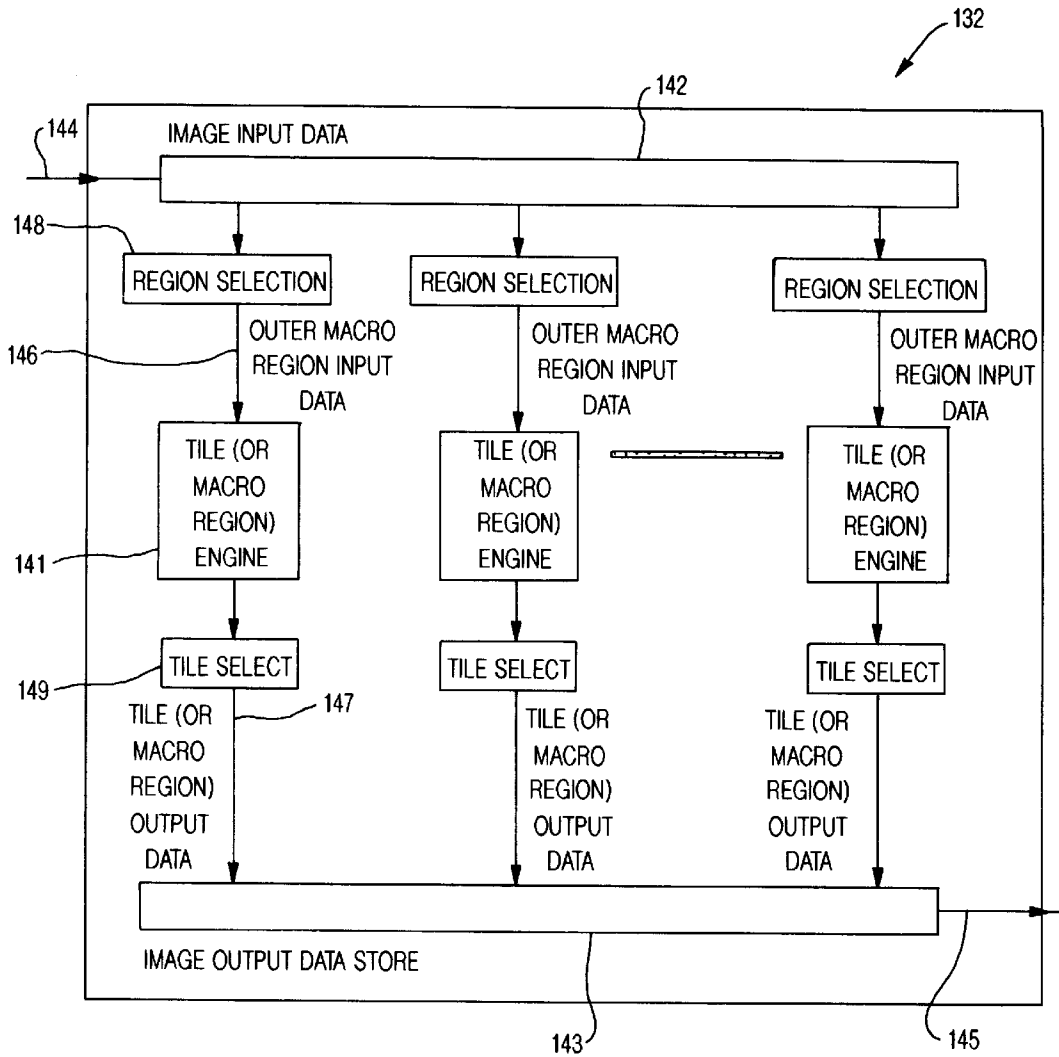 132
142
144
IMAGE INPUT DATA
148
REGION SELECTION
REGION SELECTION
REGION SELECTION
146
OUTER MACRO
REGION INPUT
DATA
OUTER MACRO
REGION INPUT
DATA
OUTER MACRO
REGION INPUT
DATA
TILE (OR
MACRO
REGION)
ENGINE
TILE (OR
MACRO
REGION)
ENGINE
TILE (OR
MACRO
REGION)
ENGINE
141
TILE SELECT
TILE SELECT
TILE SELECT
149
147
TILE (OR
MACRO
REGION)
OUTPUT
DATA
TILE (OR
MACRO
REGION)
OUTPUT
DATA
TILE (OR
MACRO
REGION)
OUTPUT
DATA
IMAGE OUTPUT DATA STORE
143
145